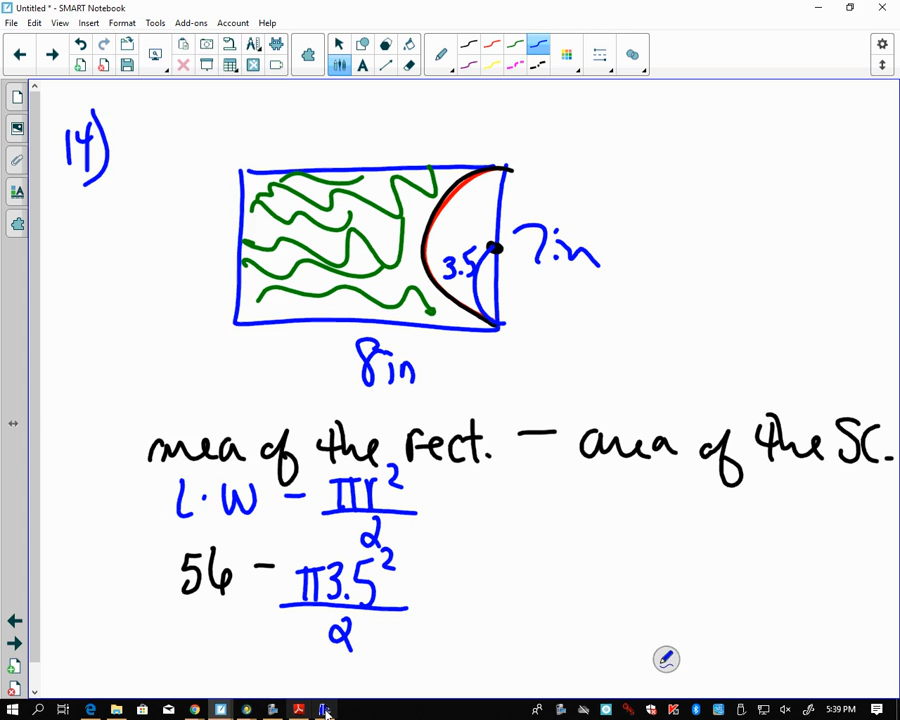 Untitled * - SMART Notebook
File Edit View Insert Format Tools Add-ons Account Help
14)
3.5
7in
8in
area of the rect. - area of the SC.
L·W - πr²
2
56 - π3.5²
2
5:39 PM